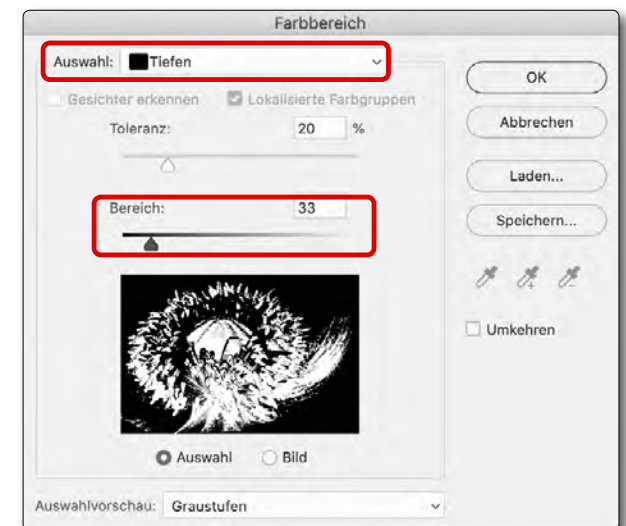 Farbbereich
Auswahl: Tiefen
OK
Gesichter erkennen Lokalisierte Farbgruppen
Abbrechen
Toleranz: 20 %
Laden...
Bereich: 33
Speichern...
Umkehren
Auswahl Bild
Auswahlvorschau: Graustufen